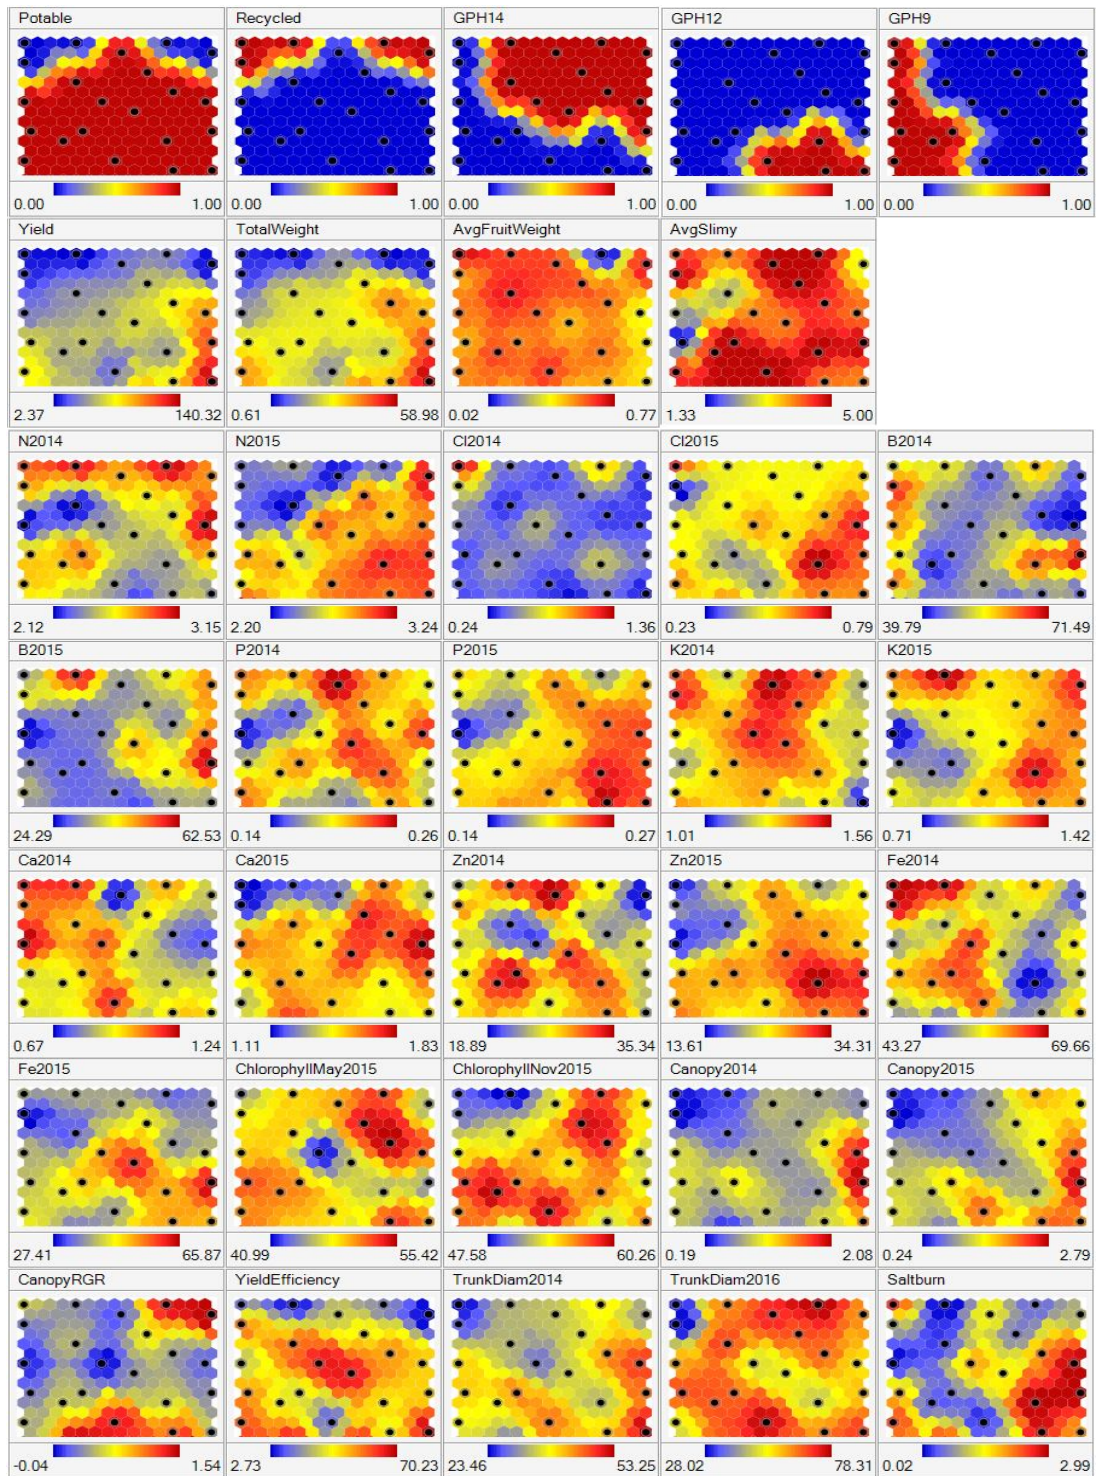 Potable Recycled GPH14 GPH12 GPH9
0.00 1.00 0.00 1.00 0.00 1.00 0.00 1.00 0.00 1.00
Yield TotalWeight AvgFruitWeight AvgSlimy
2.37 140.32 0.61 58.98 0.02 0.77 1.33 5.00
N2014 N2015 Cl2014 Cl2015 B2014
2.12 3.15 2.20 3.24 0.24 1.36 0.23 0.79 39.79 71.49
B2015 P2014 P2015 K2014 K2015
24.29 62.53 0.14 0.26 0.14 0.27 1.01 1.56 0.71 1.42
Ca2014 Ca2015 Zn2014 Zn2015 Fe2014
0.67 1.24 1.11 1.83 18.89 35.34 13.61 34.31 43.27 69.66
Fe2015 ChlorophyllMay2015 ChlorophyllNov2015 Canopy2014 Canopy2015
27.41 65.87 40.99 55.42 47.58 60.26 0.19 2.08 0.24 2.79
CanopyRGR YieldEfficiency TrunkDiam2014 TrunkDiam2016 Saltburn
-0.04 1.54 2.73 70.23 23.46 53.25 28.02 78.31 0.02 2.99